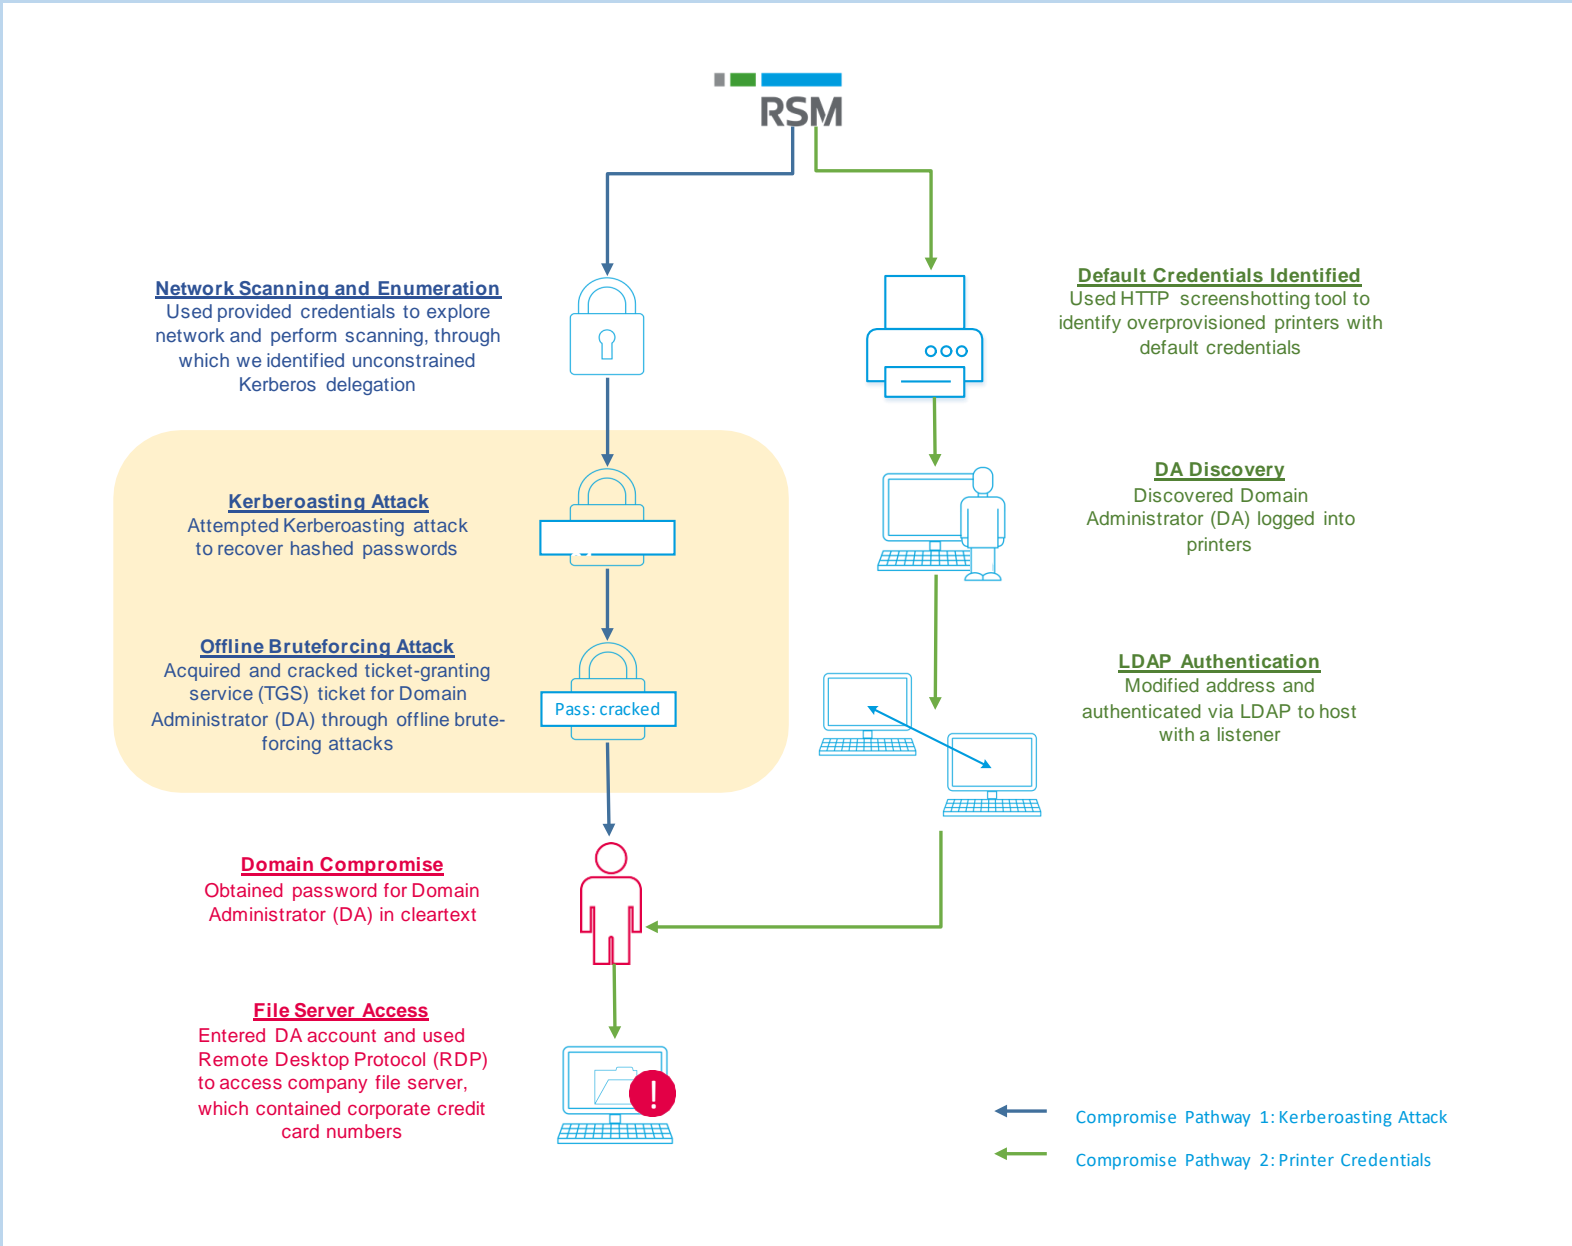 RSM
Network Scanning and Enumeration
Used provided credentials to explore
network and perform scanning, through
which we identified unconstrained
Kerberos delegation
Default Credentials Identified
Used HTTP screenshotting tool to
identify overprovisioned printers with
default credentials
Kerberoasting Attack
Attempted Kerberoasting attack
to recover hashed passwords
DA Discovery
Discovered Domain
Administrator (DA) logged into
printers
Offline Bruteforcing Attack
Acquired and cracked ticket-granting
service (TGS) ticket for Domain
Administrator (DA) through offline brute-
forcing attacks
Pass: cracked
LDAP Authentication
Modified address and
authenticated via LDAP to host
with a listener
Domain Compromise
Obtained password for Domain
Administrator (DA) in cleartext
File Server Access
Entered DA account and used
Remote Desktop Protocol (RDP)
to access company file server,
which contained corporate credit
card numbers
!
Compromise Pathway 1: Kerberoasting Attack
Compromise Pathway 2: Printer Credentials